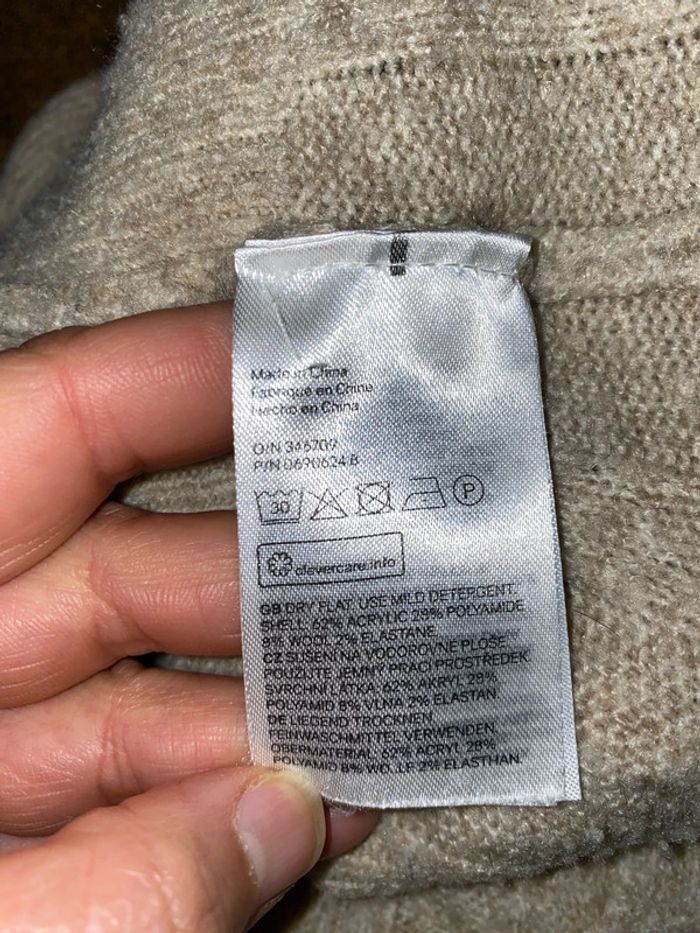 Made in China
Fabriqué en Chine
Hecho en China
O/N 346709
P/N 0690624 B
30
P
clevercare.info
GB DRY FLAT. USE MILD DETERGENT.
SHELL: 62% ACRYLIC 28% POLYAMIDE
8% WOOL 2% ELASTANE
CZ SUŠENÍ NA VODOROVNÉ PLOŠE
POUŽIJTE JEMNÝ PRACÍ PROSTŘEDEK
SVRCHNÍ LÁTKA: 62% AKRYL 28%
POLYAMID 8% VLNA 2% ELASTAN
DE LIEGEND TROCKNEN.
FEINWASCHMITTEL VERWENDEN.
OBERMATERIAL: 62% ACRYL 28%
POLYAMID 8% WOLLE 2% ELASTHAN